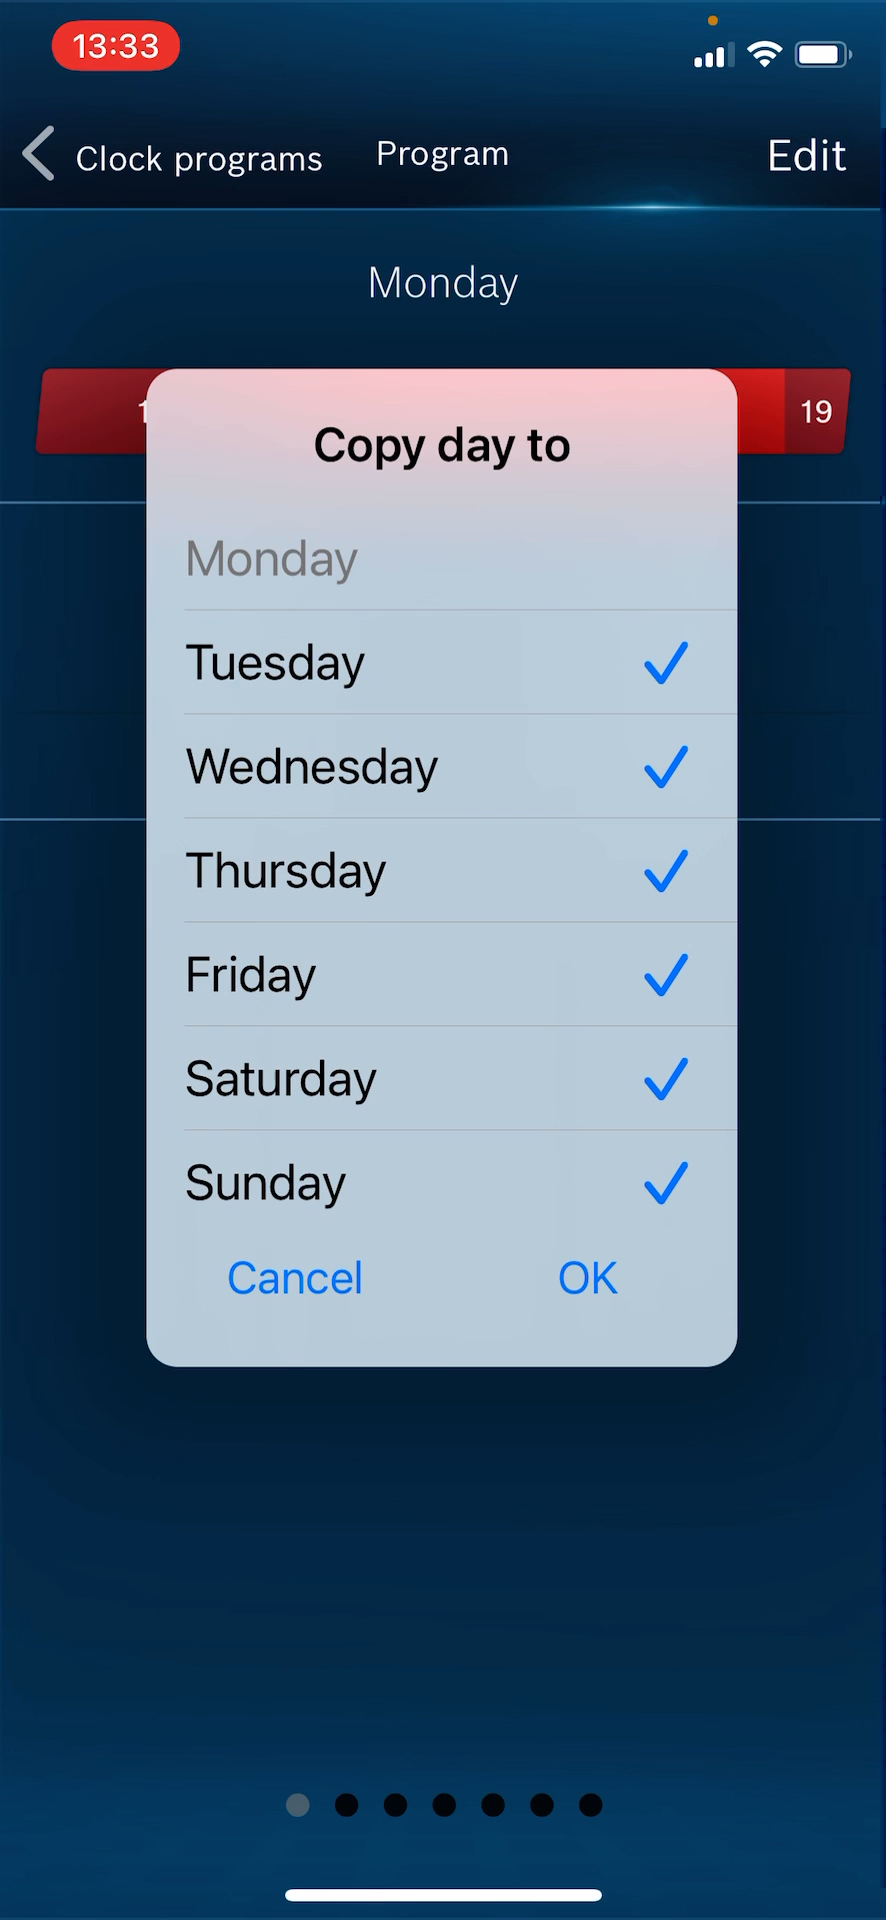 13:33
Clock programs Program Edit
Monday
19
Copy day to
Monday
Tuesday
Wednesday
Thursday
Friday
Saturday
Sunday
Cancel OK